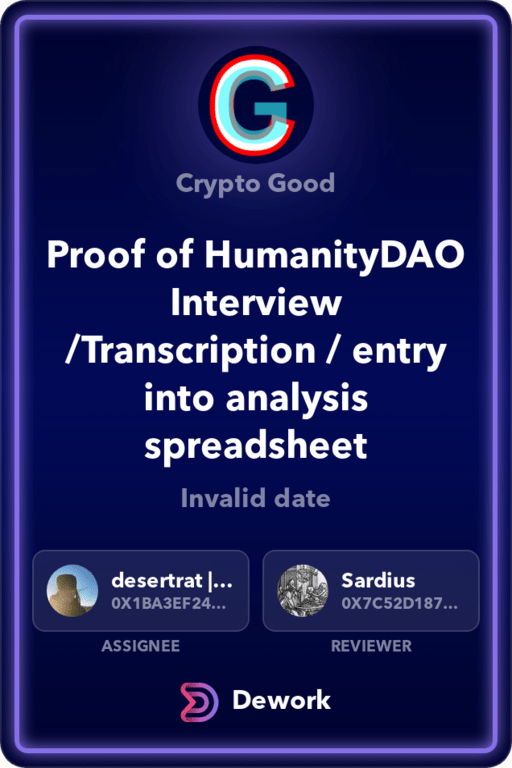 Crypto Good
Proof of HumanityDAO
Interview
/Transcription / entry
into analysis
spreadsheet
Invalid date
desertrat |...
0X1BA3EF24...
ASSIGNEE
Sardius
0X7C52D187...
REVIEWER
Dework